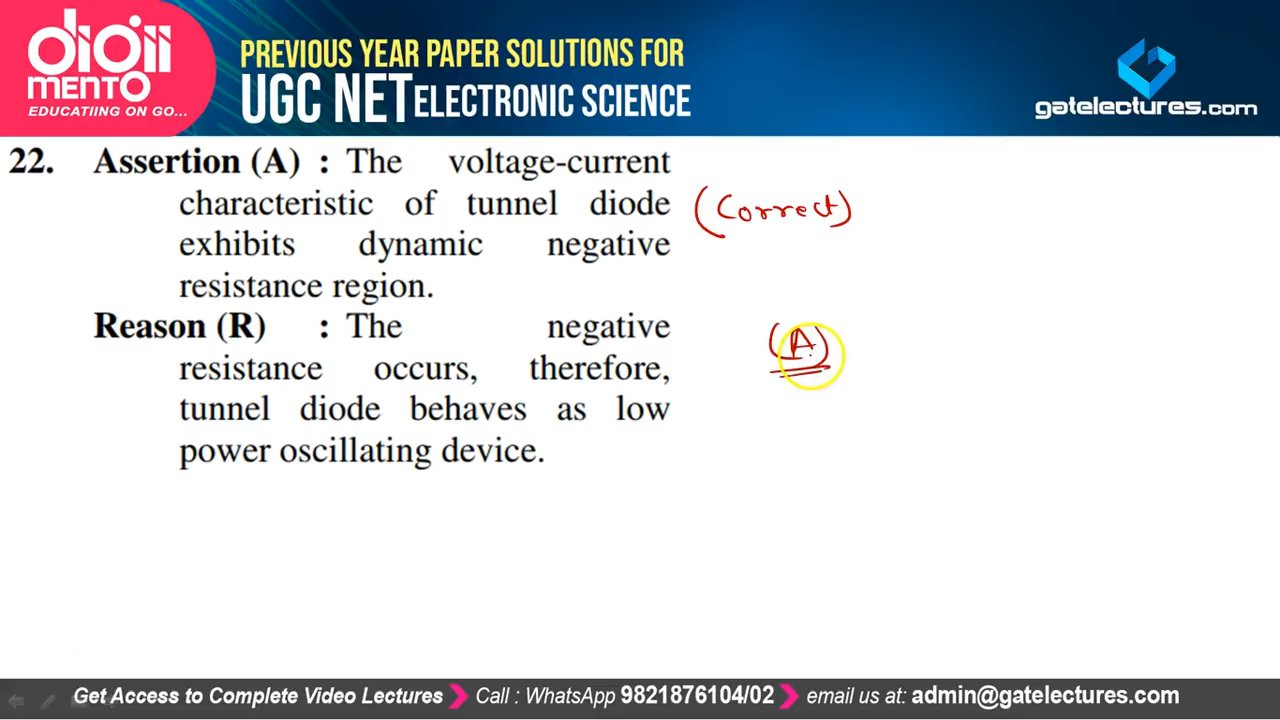 dioii
mento
EDUCATIING ON GO...
PREVIOUS YEAR PAPER SOLUTIONS FOR
UGC NET ELECTRONIC SCIENCE
gatelectures.com
22. Assertion (A) : The voltage-current
characteristic of tunnel diode
exhibits dynamic negative
resistance region.
(Correct)
Reason (R) : The negative
resistance occurs, therefore,
tunnel diode behaves as low
power oscillating device.
(A)
Get Access to Complete Video Lectures Call : WhatsApp 9821876104/02 email us at: admin@gatelectures.com